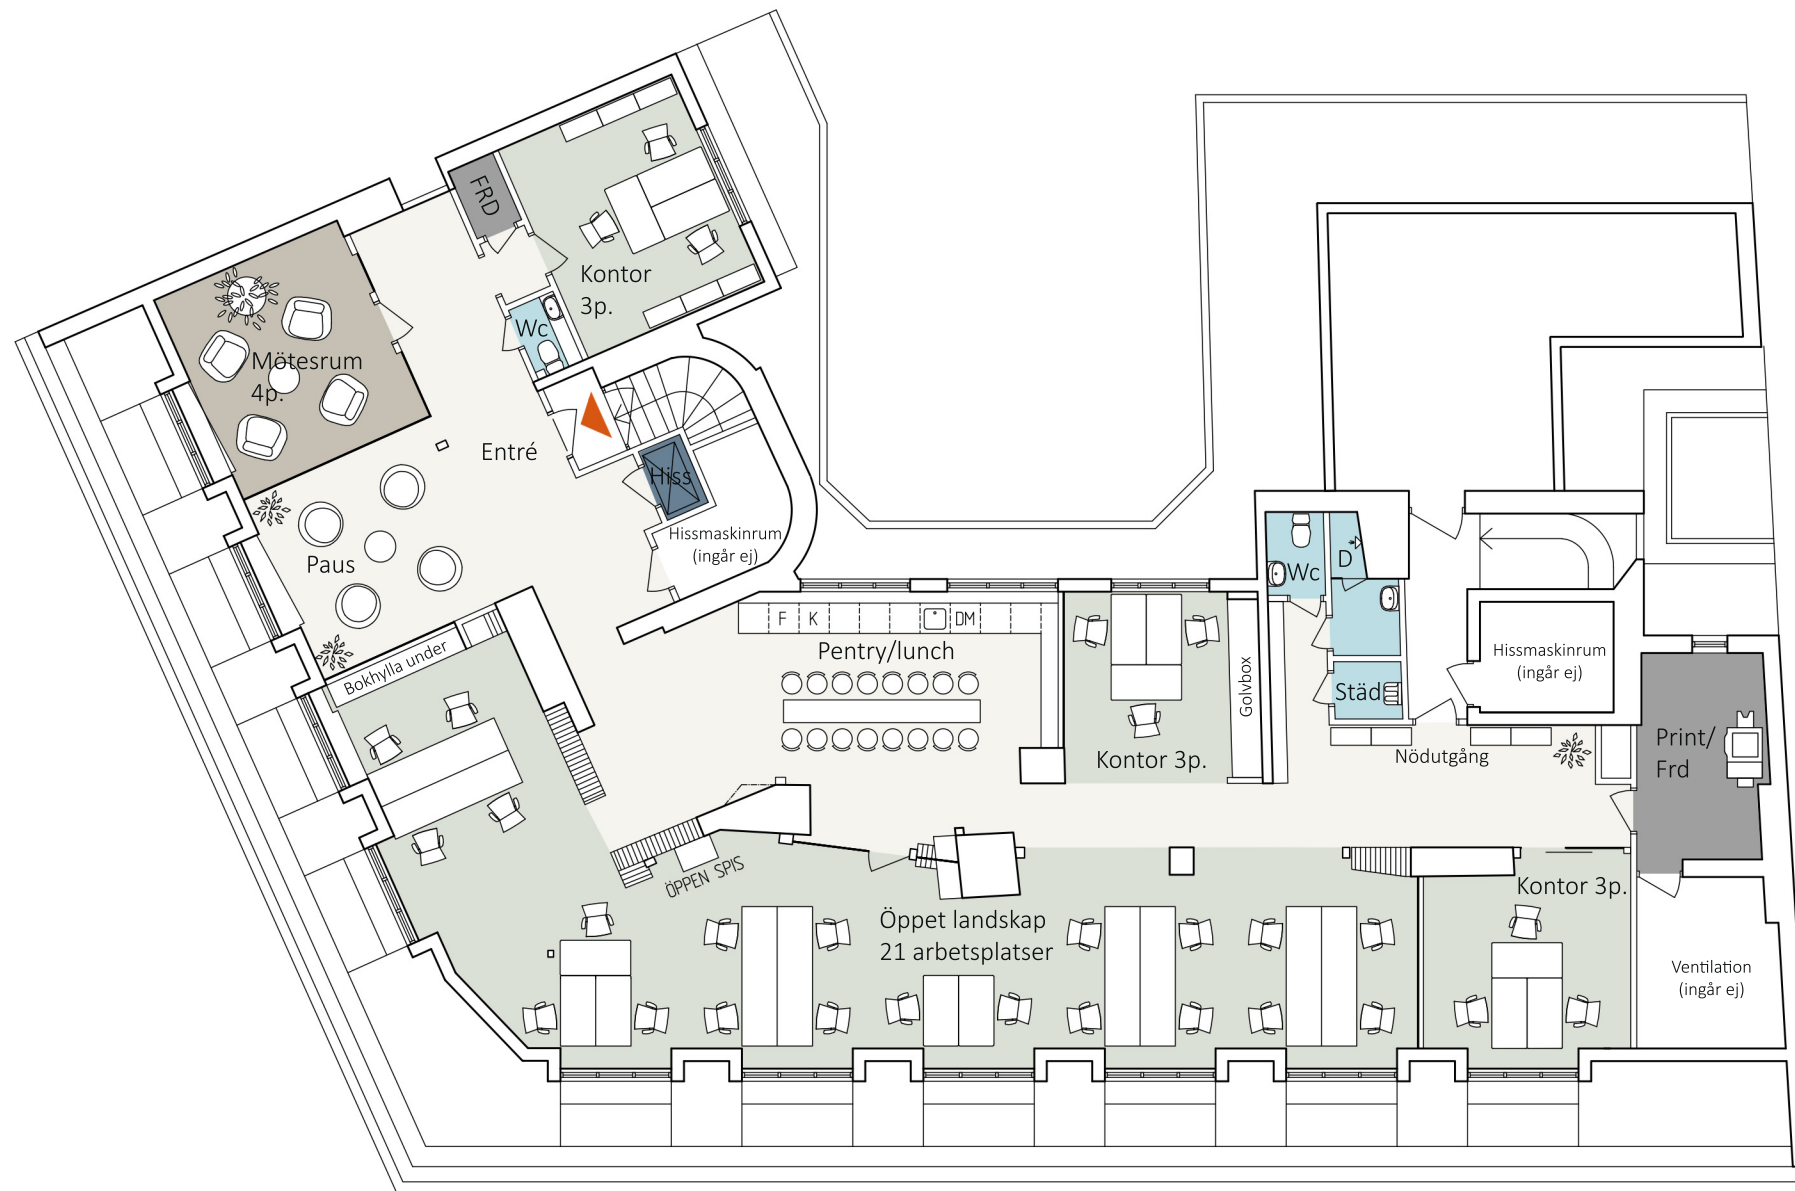 FRD
Kontor
3p.
Wc
Mötesrum
4p.
Entré
Hiss
Hissmaskinrum
(ingår ej)
Paus
Bokhylla under
F
K
DM
Pentry/lunch
Kontor 3p.
Golvbox
Wc
D
Städ
Hissmaskinrum
(ingår ej)
Nödutgång
Print/
Frd
ÖPPEN SPIS
Öppet landskap
21 arbetsplatser
Kontor 3p.
Ventilation
(ingår ej)